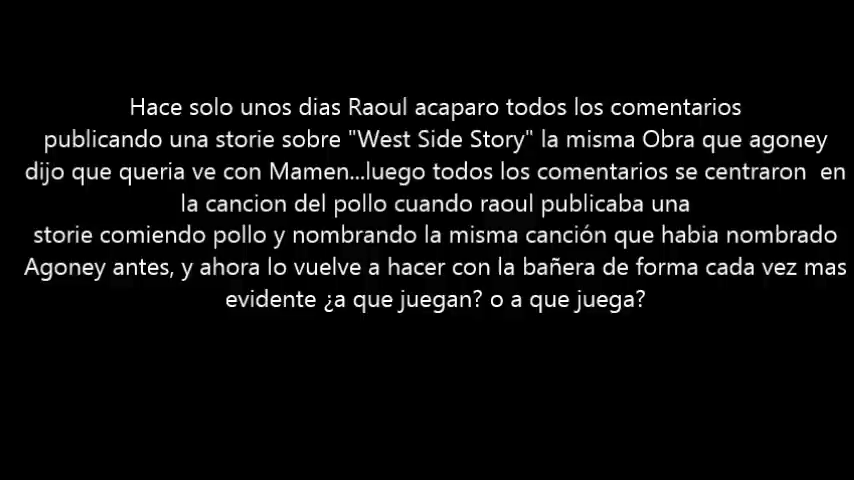 Hace solo unos dias Raoul acaparo todos los comentarios
publicando una storie sobre "West Side Story" la misma Obra que agoney
dijo que queria ve con Mamen...luego todos los comentarios se centraron en
la cancion del pollo cuando raoul publicaba una
storie comiendo pollo y nombrando la misma canción que habia nombrado
Agoney antes, y ahora lo vuelve a hacer con la bañera de forma cada vez mas
evidente ¿a que juegan? o a que juega?